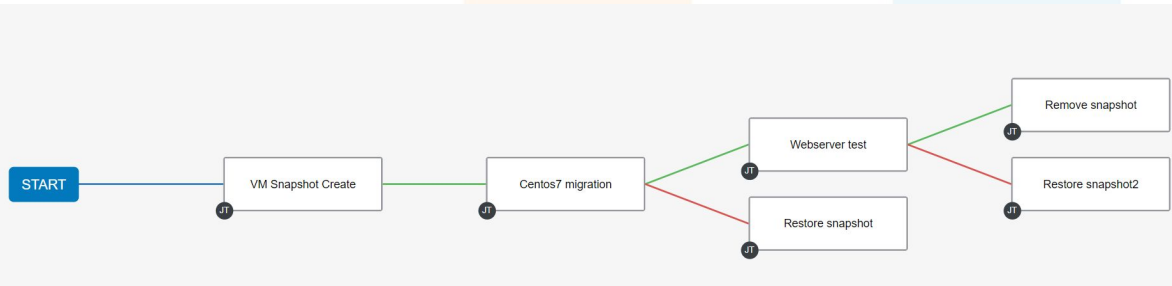 START
VM Snapshot Create
JT
Centos7 migration
JT
Webserver test
JT
Restore snapshot
JT
Remove snapshot
JT
Restore snapshot2
JT